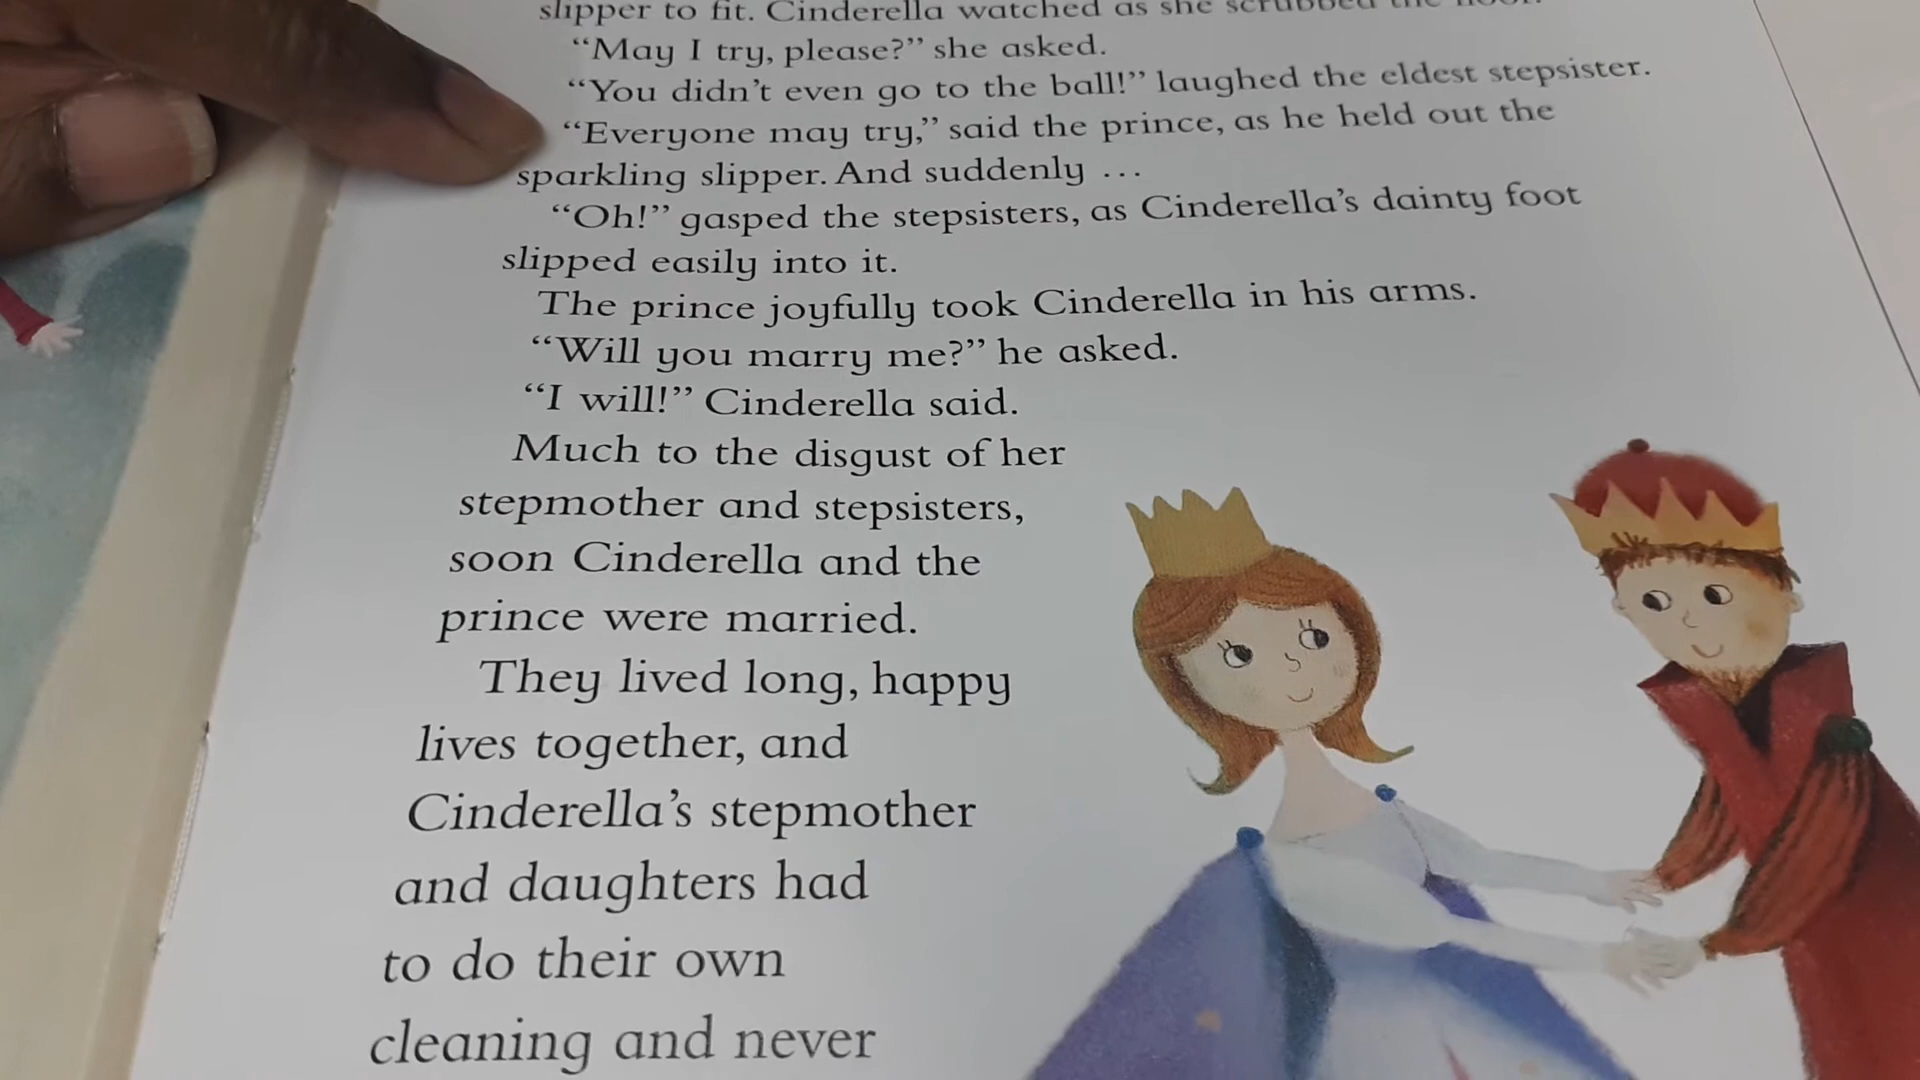 slipper to fit. Cinderella watched as she scrubbed the floor.
“May I try, please?” she asked.
“You didn’t even go to the ball!” laughed the eldest stepsister.
“Everyone may try,” said the prince, as he held out the
sparkling slipper. And suddenly ...
“Oh!” gasped the stepsisters, as Cinderella’s dainty foot
slipped easily into it.
The prince joyfully took Cinderella in his arms.
“Will you marry me?” he asked.
“I will!” Cinderella said.
Much to the disgust of her
stepmother and stepsisters,
soon Cinderella and the
prince were married.
They lived long, happy
lives together, and
Cinderella’s stepmother
and daughters had
to do their own
cleaning and never